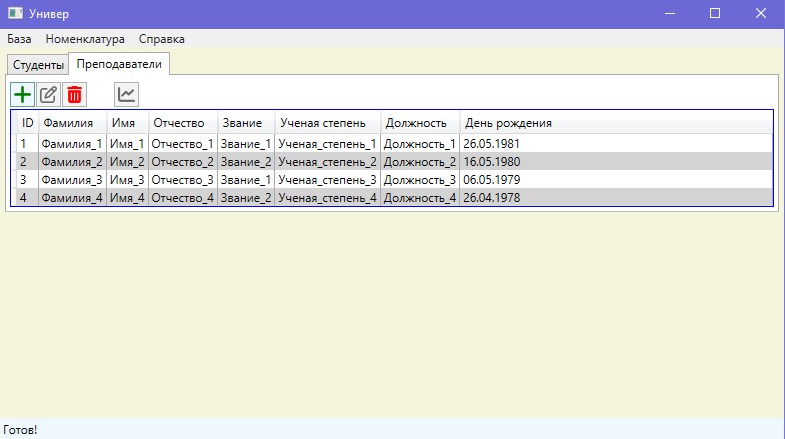 Универ
База Номенклатура Справка
Студенты Преподаватели
ID Фамилия Имя Отчество Звание Ученая степень Должность День рождения
1 Фамилия_1 Имя_1 Отчество_1 Звание_1 Ученая_степень_1 Должность_1 26.05.1981
2 Фамилия_2 Имя_2 Отчество_2 Звание_2 Ученая_степень_2 Должность_2 16.05.1980
3 Фамилия_3 Имя_3 Отчество_3 Звание_1 Ученая_степень_3 Должность_3 06.05.1979
4 Фамилия_4 Имя_4 Отчество_4 Звание_2 Ученая_степень_4 Должность_4 26.04.1978
Готов!